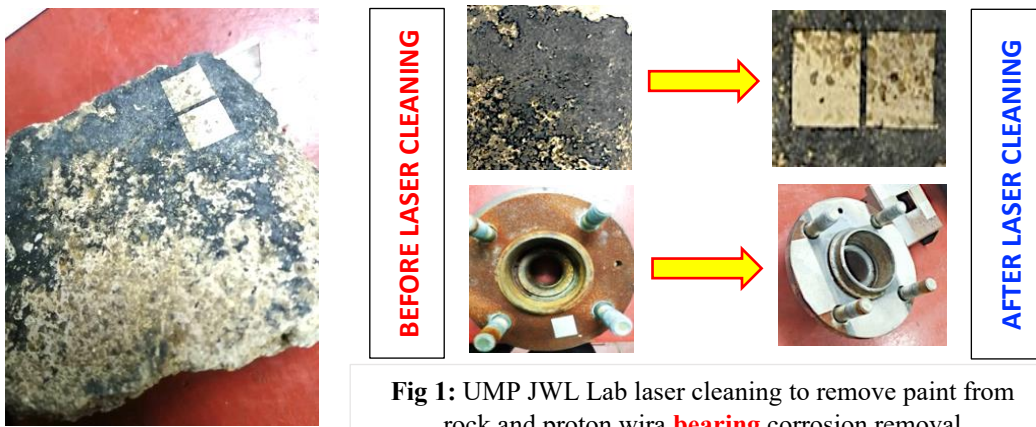 BEFORE LASER CLEANING
AFTER LASER CLEANING
Fig 1: UMP JWL Lab laser cleaning to remove paint from
rock and proton wira bearing corrosion removal